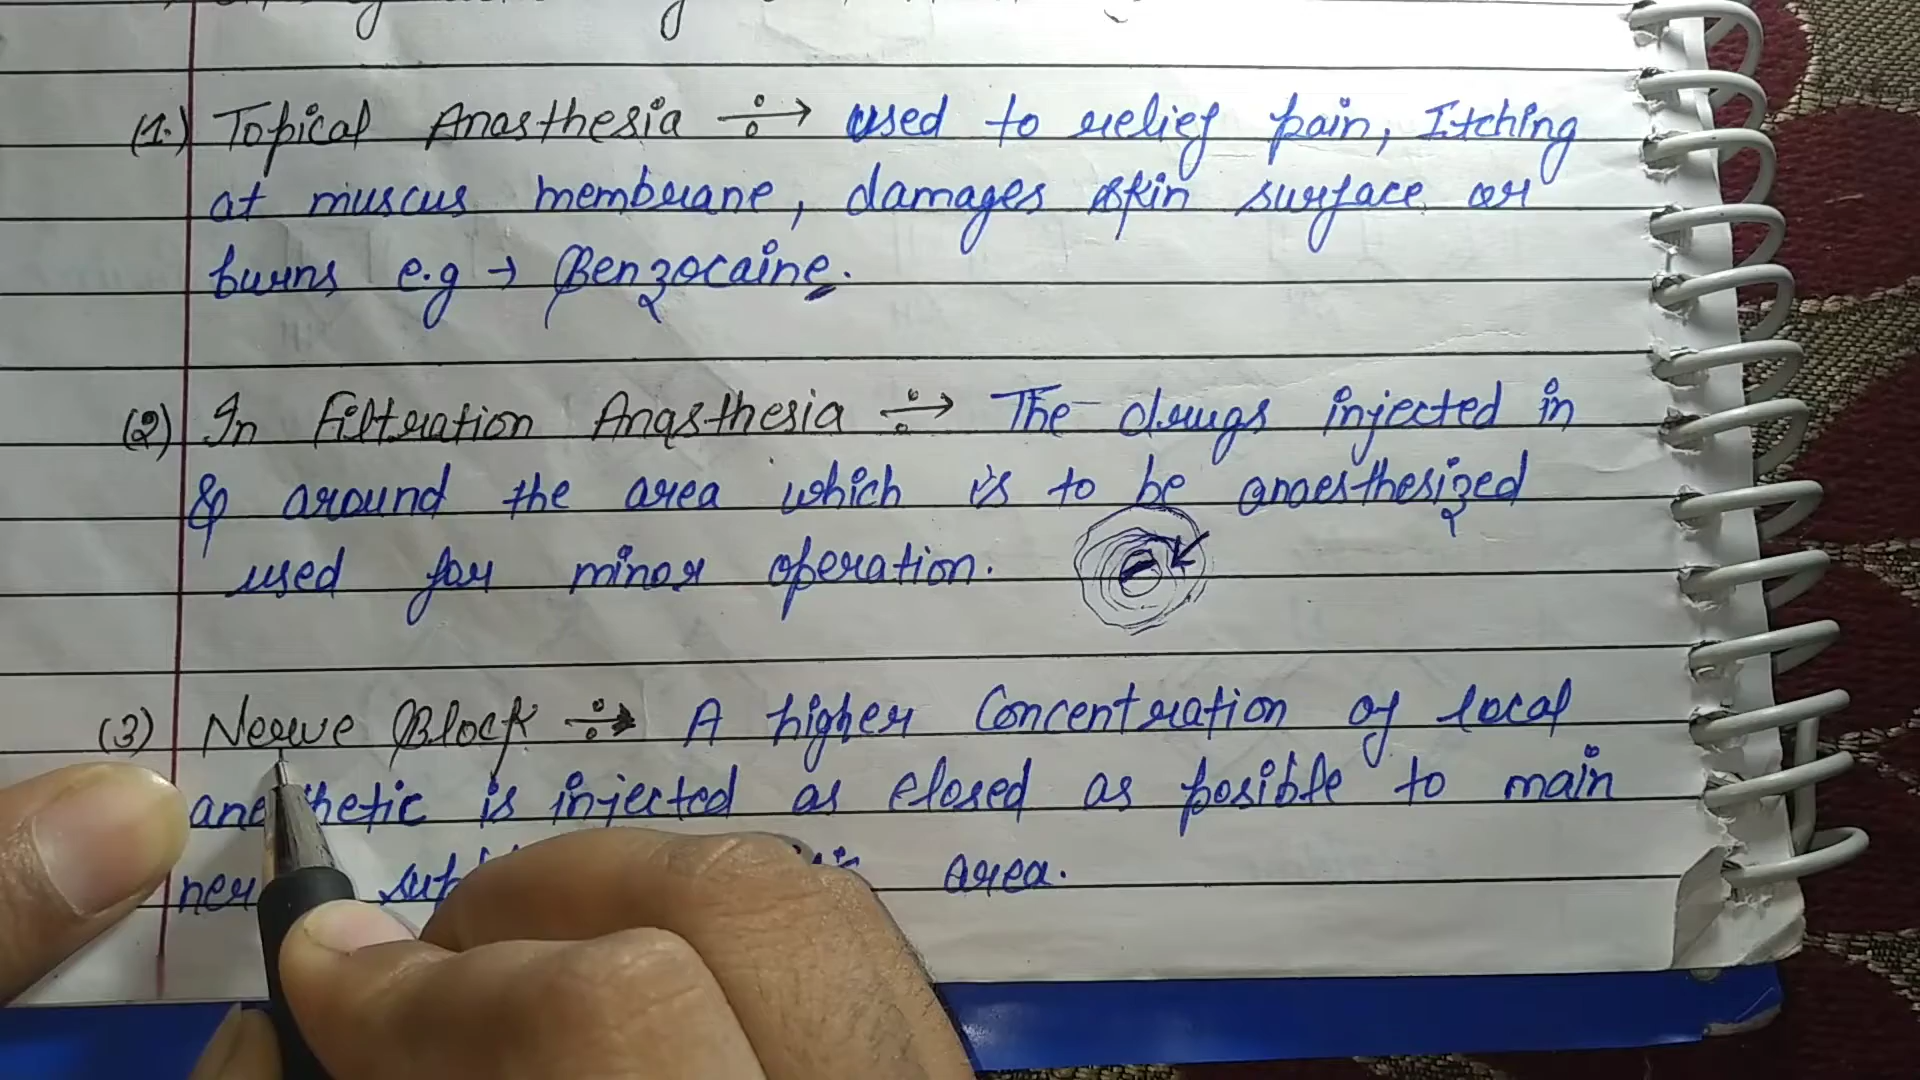 (1.) Topical Anasthesia ÷→ used to relief pain, Itching
at muscus membrane, damages skin surface or
burns e.g → Benzocaine.
(2) In Filtration Anasthesia ÷→ The drugs injected in
& around the area which is to be anaesthesized
used for minor operation.
(3) Nerve Block ÷→ A higher Concentration of local
is injected as closed as posible to main
area.